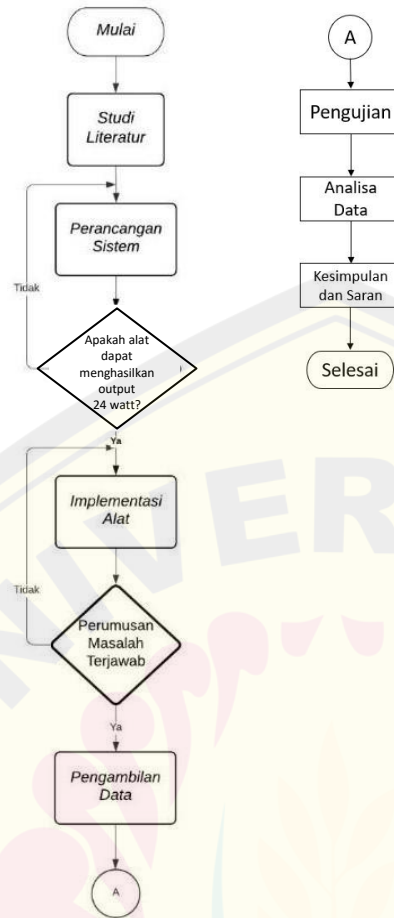 Mulai
Studi
Literatur
Perancangan
Sistem
Tidak
Apakah alat
dapat
menghasilkan
output
24 watt?
Ya
Implementasi
Alat
Tidak
Perumusan
Masalah
Terjawab
Ya
Pengambilan
Data
A
A
Pengujian
Analisa
Data
Kesimpulan
dan Saran
Selesai
NIVER